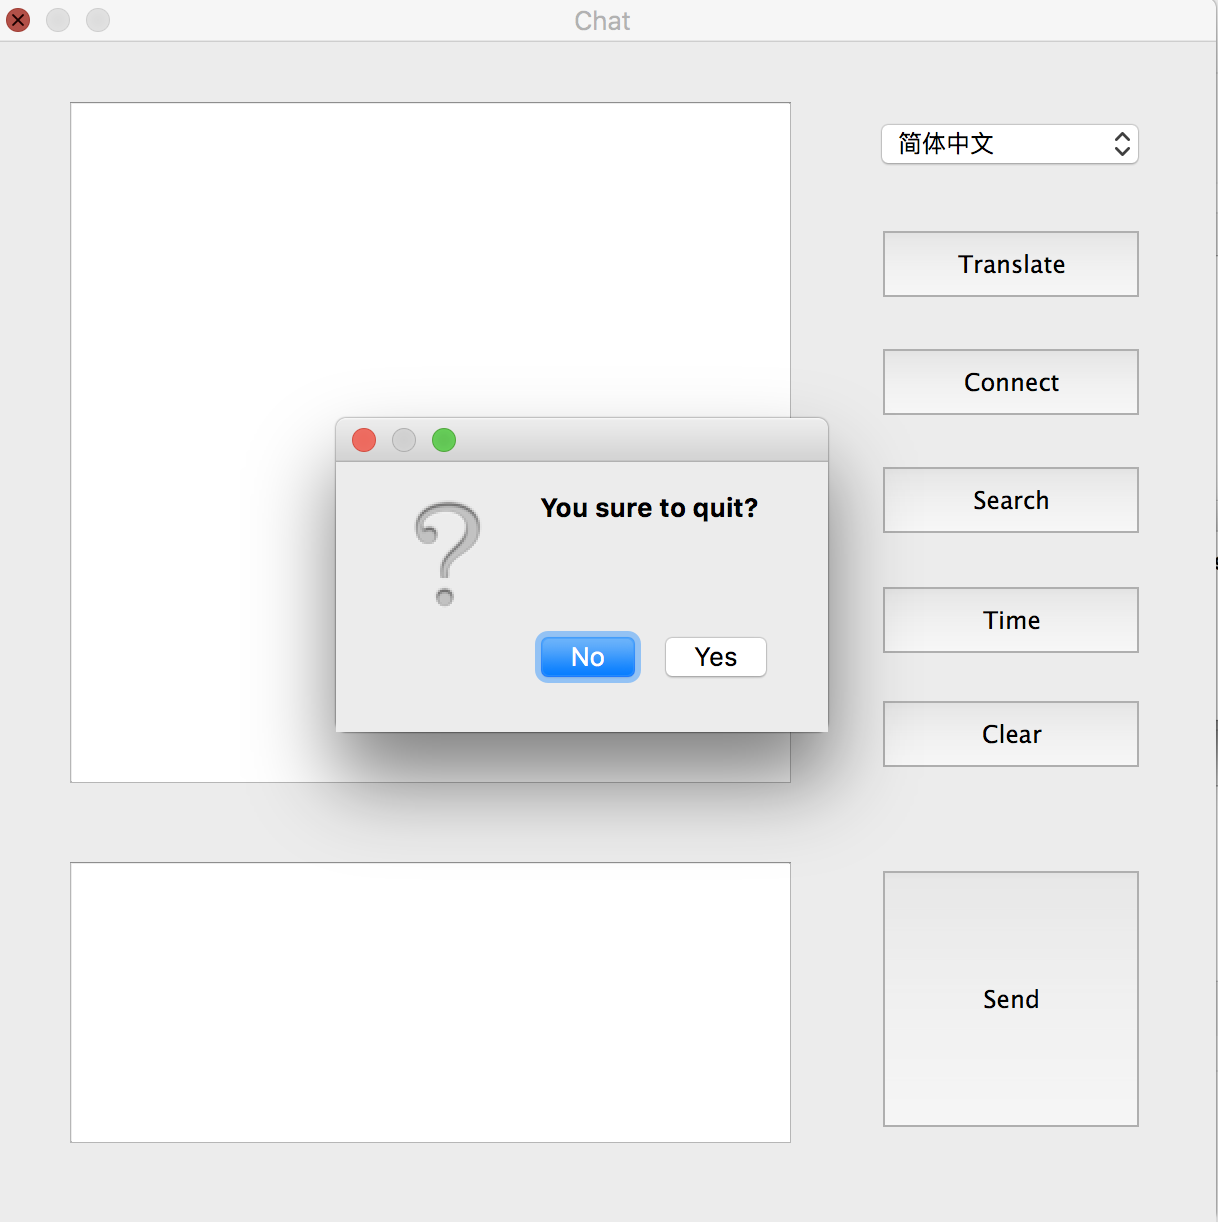 Chat
简体中文
Translate
Connect
Search
Time
Clear
Send
You sure to quit?
No
Yes